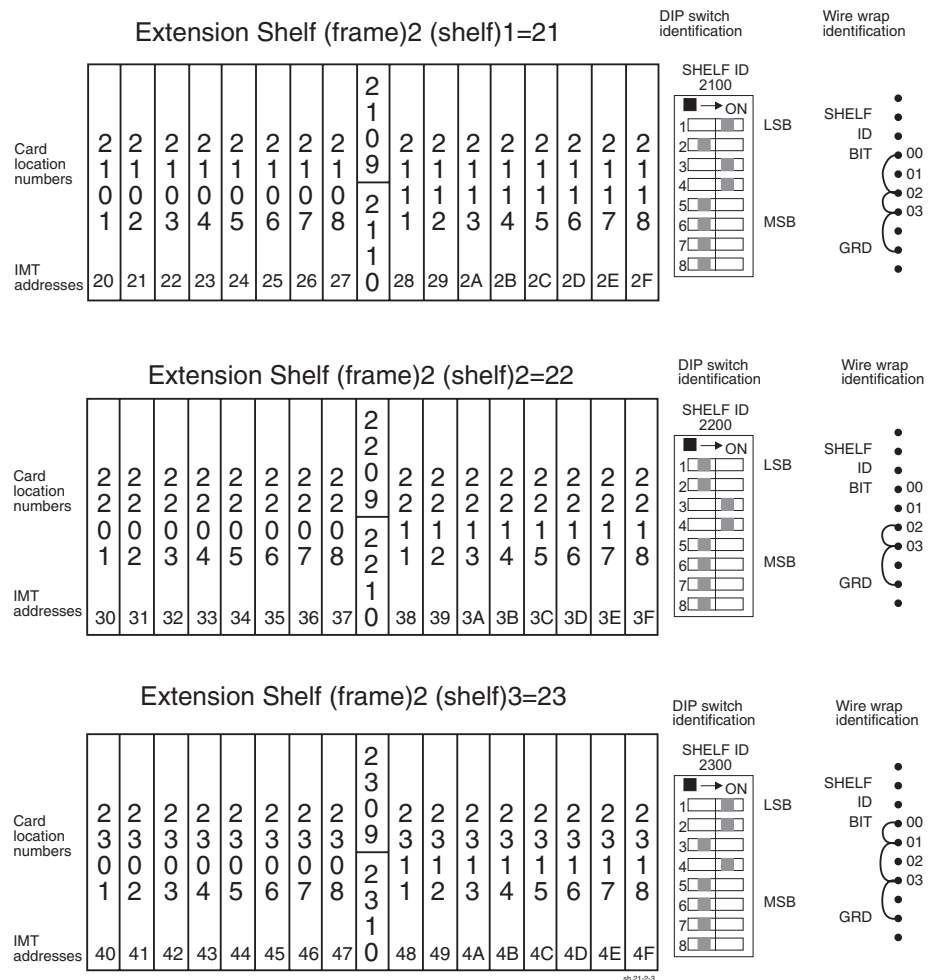 Extension Shelf (frame)2 (shelf)1=21
DIP switch
identification
Wire wrap
identification
SHELF ID
2100
ON
Card
location
numbers
2101 2102 2103 2104 2105 2106 2107 2108 2109 2110 2111 2112 2113 2114 2115 2116 2117 2118
IMT
addresses
20 21 22 23 24 25 26 27 28 29 2A 2B 2C 2D 2E 2F
1 LSB
2
3
4
5
6 MSB
7
8
SHELF
ID
BIT 00
01
02
03
GRD
Extension Shelf (frame)2 (shelf)2=22
DIP switch
identification
Wire wrap
identification
SHELF ID
2200
ON
Card
location
numbers
2201 2202 2203 2204 2205 2206 2207 2208 2209 2210 2211 2212 2213 2214 2215 2216 2217 2218
IMT
addresses
30 31 32 33 34 35 36 37 38 39 3A 3B 3C 3D 3E 3F
1 LSB
2
3
4
5
6 MSB
7
8
SHELF
ID
BIT 00
01
02
03
GRD
Extension Shelf (frame)2 (shelf)3=23
DIP switch
identification
Wire wrap
identification
SHELF ID
2300
ON
Card
location
numbers
2301 2302 2303 2304 2305 2306 2307 2308 2309 2310 2311 2312 2313 2314 2315 2316 2317 2318
IMT
addresses
40 41 42 43 44 45 46 47 48 49 4A 4B 4C 4D 4E 4F
1 LSB
2
3
4
5
6 MSB
7
8
SHELF
ID
BIT 00
01
02
03
GRD
sh 21-2-3